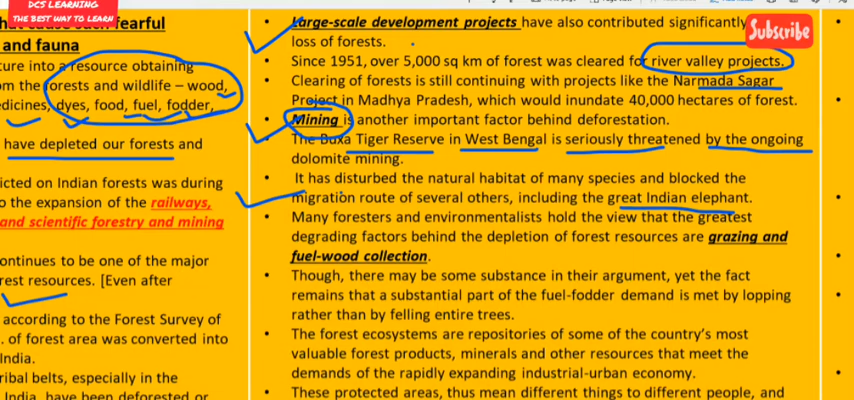 DCS LEARNING
THE BEST WAY TO LEARN
fearful
and fauna
ture into a resource obtaining
om the forests and wildlife – wood,
edicines, dyes, food, fuel, fodder,
have depleted our forests and
icted on Indian forests was during
o the expansion of the railways,
and scientific forestry and mining
ontinues to be one of the major
rest resources. [Even after
according to the Forest Survey of
. of forest area was converted into
India.
ribal belts, especially in the
India, have been deforested or
• Large-scale development projects have also contributed significantly
loss of forests.
• Since 1951, over 5,000 sq km of forest was cleared for river valley projects.
• Clearing of forests is still continuing with projects like the Narmada Sagar
Project in Madhya Pradesh, which would inundate 40,000 hectares of forest.
• Mining is another important factor behind deforestation.
• The Buxa Tiger Reserve in West Bengal is seriously threatened by the ongoing
dolomite mining.
• It has disturbed the natural habitat of many species and blocked the
migration route of several others, including the great Indian elephant.
• Many foresters and environmentalists hold the view that the greatest
degrading factors behind the depletion of forest resources are grazing and
fuel-wood collection.
• Though, there may be some substance in their argument, yet the fact
remains that a substantial part of the fuel-fodder demand is met by lopping
rather than by felling entire trees.
• The forest ecosystems are repositories of some of the country's most
valuable forest products, minerals and other resources that meet the
demands of the rapidly expanding industrial-urban economy.
• These protected areas, thus mean different things to different people, and
Subscribe